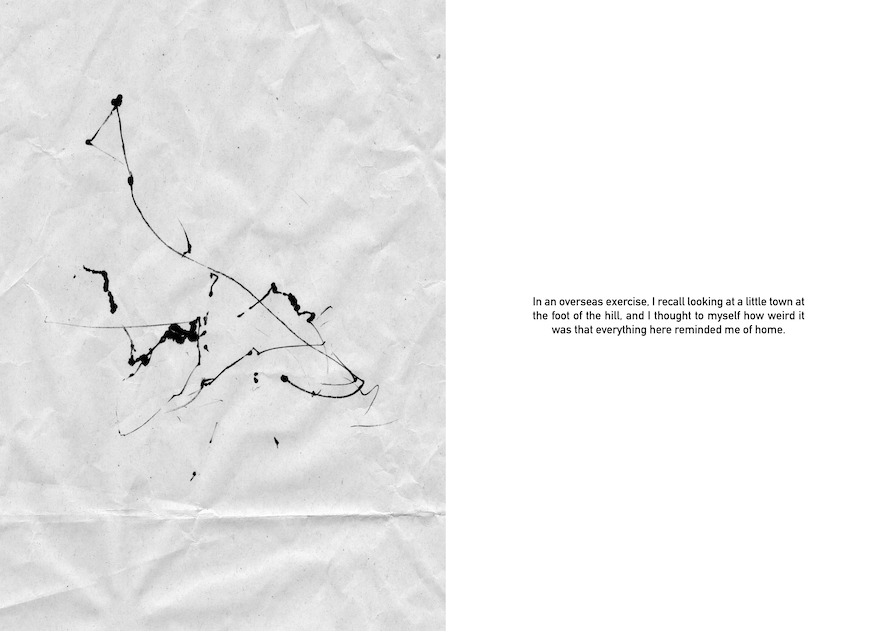 In an overseas exercise, I recall looking at a little town at
the foot of the hill, and I thought to myself how weird it
was that everything here reminded me of home.